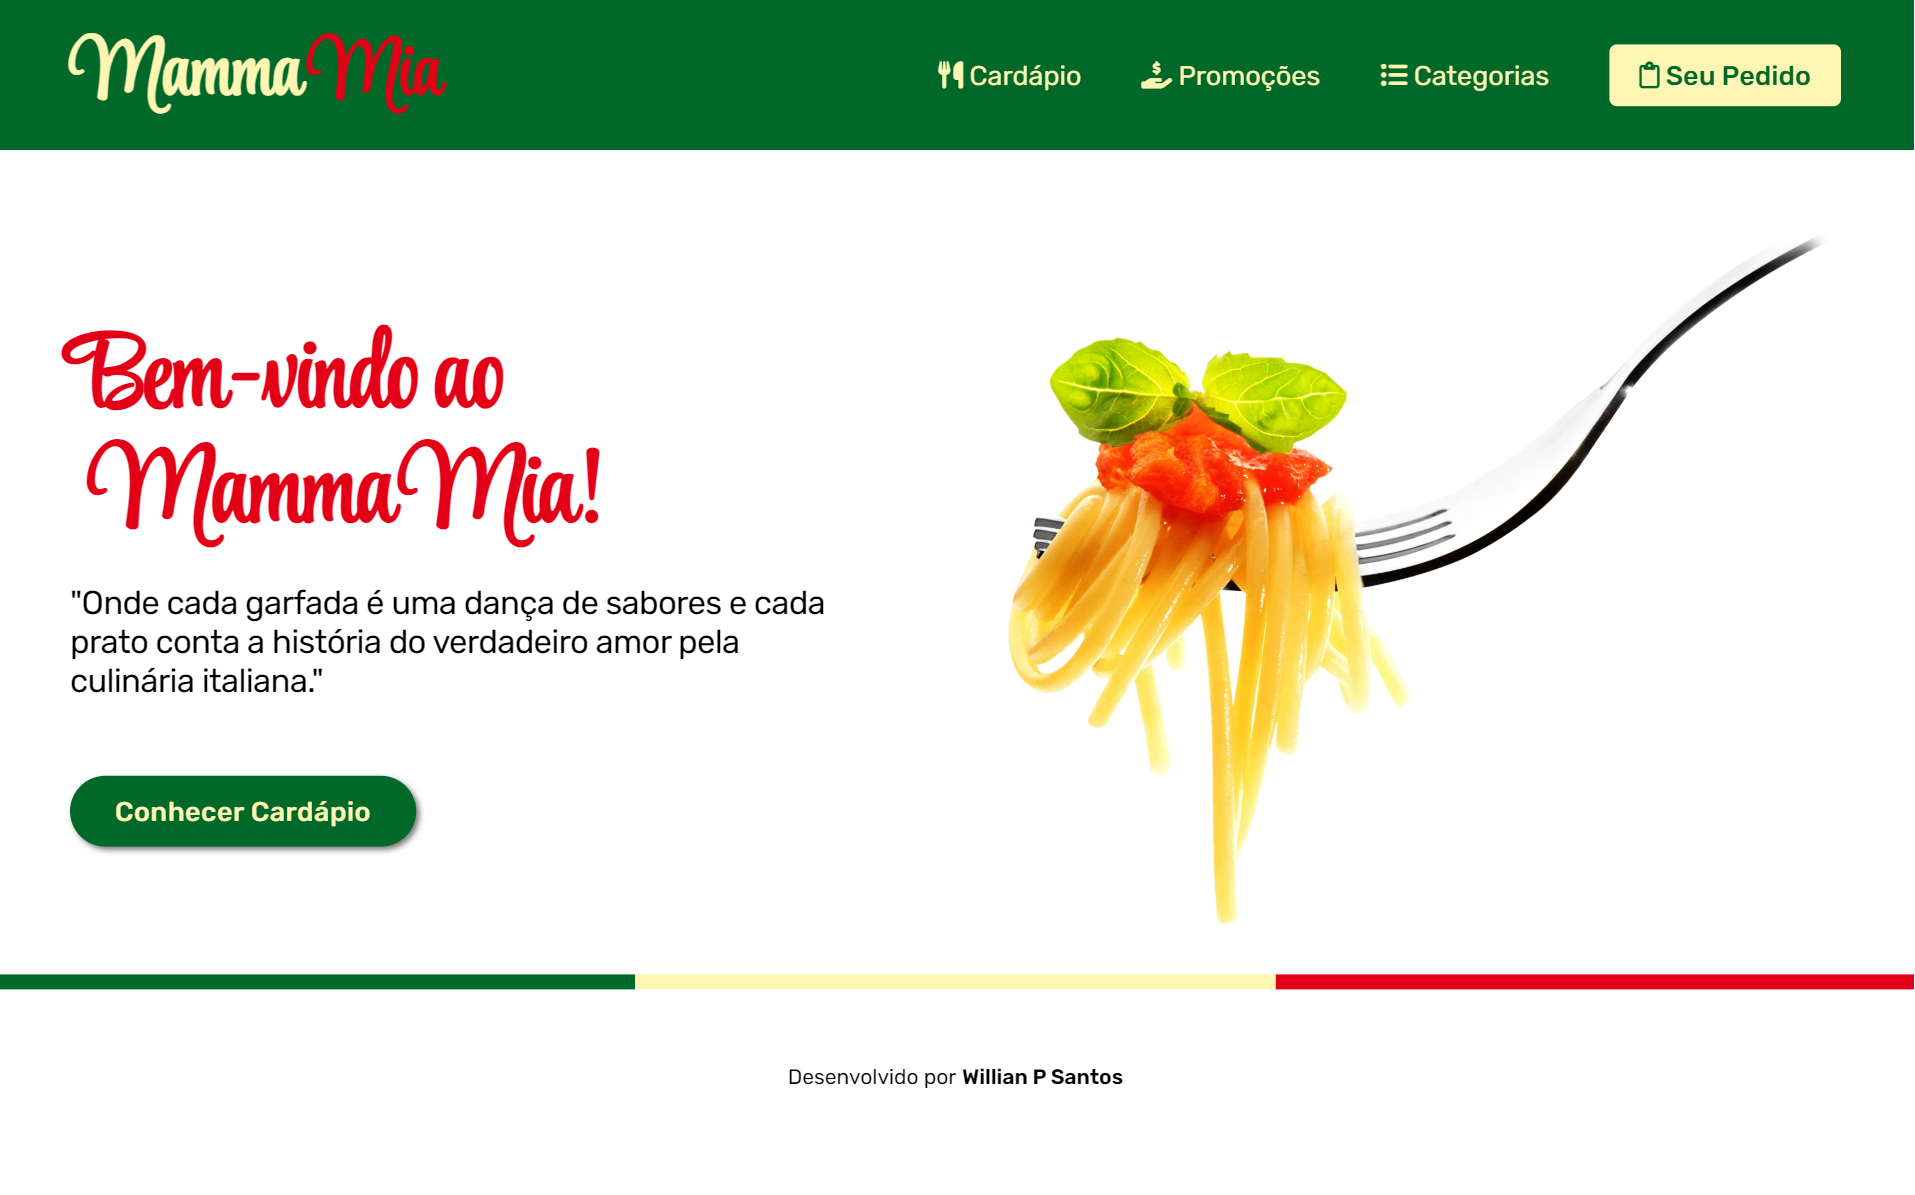 MammaMia
Cardápio
Promoções
Categorias
Seu Pedido
Bem-vindo ao
MammaMia!
"Onde cada garfada é uma dança de sabores e cada
prato conta a história do verdadeiro amor pela
culinária italiana."
Conhecer Cardápio
Desenvolvido por Willian P Santos